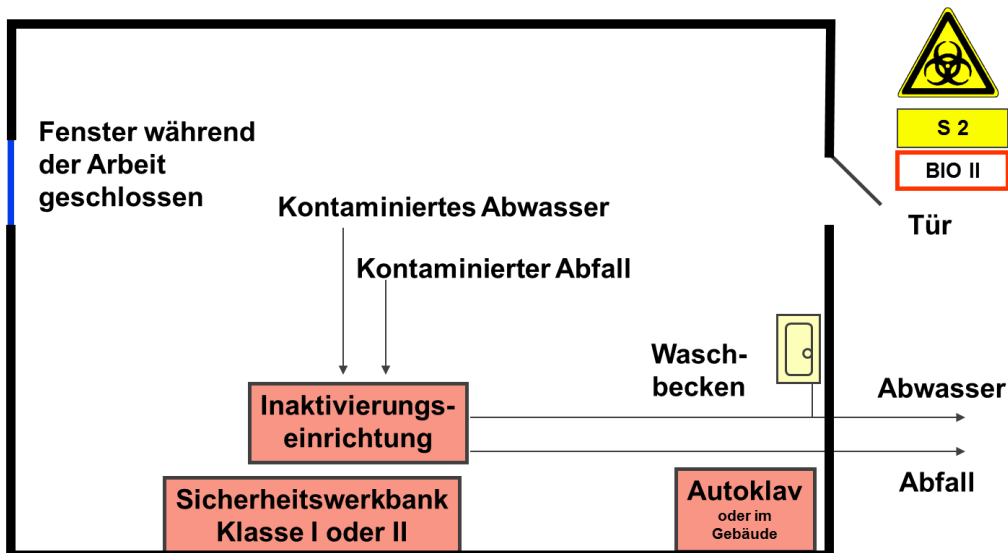 S 2
BIO II
Fenster während
der Arbeit
geschlossen
Kontaminiertes Abwasser
Tür
Kontaminierter Abfall
Wasch-
becken
Inaktivierungs-
einrichtung
Abwasser
Abfall
Sicherheitswerkbank
Klasse I oder II
Autoklav
oder im
Gebäude